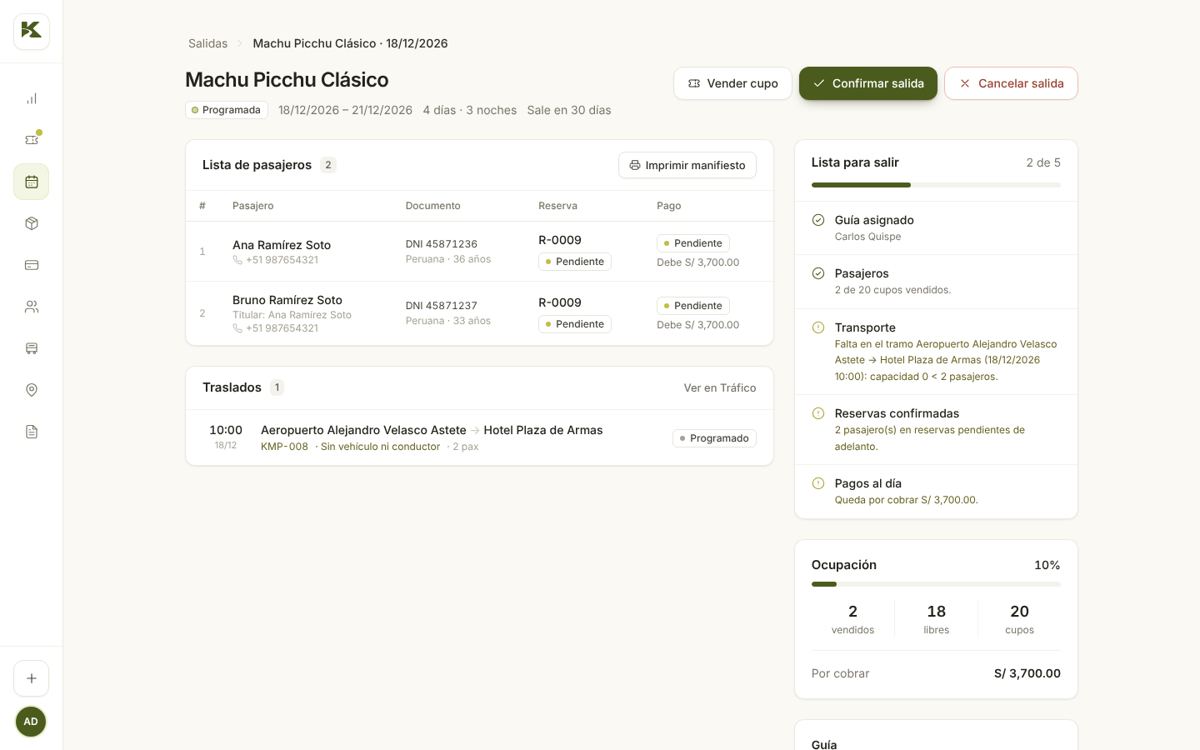 Salidas > Machu Picchu Clásico · 18/12/2026
Machu Picchu Clásico
Vender cupo
Confirmar salida
Cancelar salida
Programada 18/12/2026 – 21/12/2026 4 días · 3 noches Sale en 30 días
Lista de pasajeros 2
Imprimir manifiesto
# Pasajero Documento Reserva Pago
1
Ana Ramírez Soto
+51 987654321
DNI 45871236
Peruana · 36 años
R-0009
Pendiente
Pendiente
Debe S/ 3,700.00
2
Bruno Ramírez Soto
Titular: Ana Ramírez Soto
+51 987654321
DNI 45871237
Peruana · 33 años
R-0009
Pendiente
Pendiente
Debe S/ 3,700.00
Traslados 1
Ver en Tráfico
10:00
18/12
Aeropuerto Alejandro Velasco Astete → Hotel Plaza de Armas
KMP-008 · Sin vehículo ni conductor · 2 pax
Programado
Lista para salir 2 de 5
Guía asignado
Carlos Quispe
Pasajeros
2 de 20 cupos vendidos.
Transporte
Falta en el tramo Aeropuerto Alejandro Velasco
Astete → Hotel Plaza de Armas (18/12/2026
10:00): capacidad 0 < 2 pasajeros.
Reservas confirmadas
2 pasajero(s) en reservas pendientes de
adelanto.
Pagos al día
Queda por cobrar S/ 3,700.00.
Ocupación 10%
2 18 20
vendidos libres cupos
Por cobrar S/ 3,700.00
Guía
AD